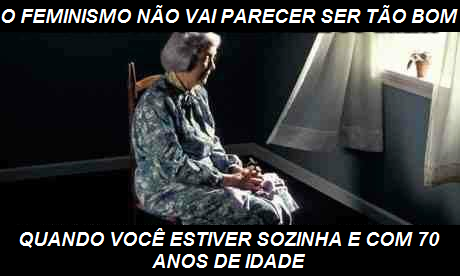 O FEMINISMO NÃO VAI PARECER SER TÃO BOM
QUANDO VOCÊ ESTIVER SOZINHA E COM 70
ANOS DE IDADE